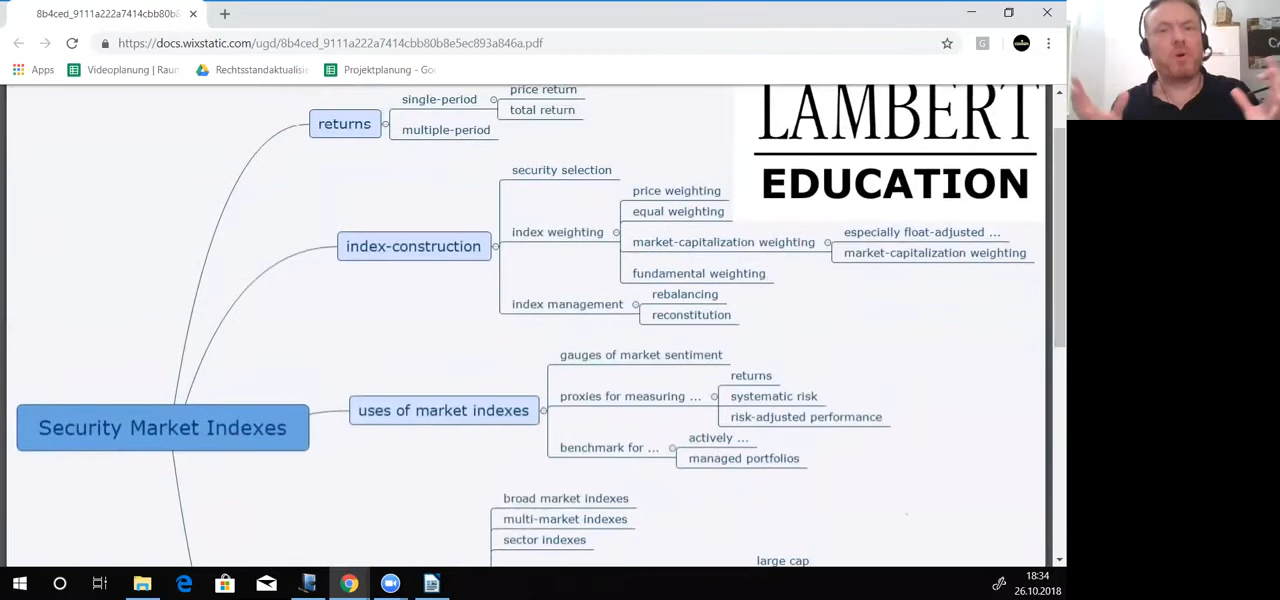 8b4ced_9111a222a7414cbb80b8
https://docs.wixstatic.com/ugd/8b4ced_9111a222a7414cbb80b8e5ec893a846a.pdf
G
Apps
Videoplanung | Raum
Rechtsstandaktualisie
Projektplanung - Goo
price return
single-period
total return
returns
multiple-period
LAMBERT
EDUCATION
security selection
price weighting
equal weighting
index weighting
especially float-adjusted ...
market-capitalization weighting
market-capitalization weighting
index-construction
fundamental weighting
rebalancing
index management
reconstitution
gauges of market sentiment
returns
proxies for measuring ...
systematic risk
uses of market indexes
risk-adjusted performance
Security Market Indexes
actively ...
benchmark for ...
managed portfolios
broad market indexes
multi-market indexes
sector indexes
large cap
18:34
26.10.2018